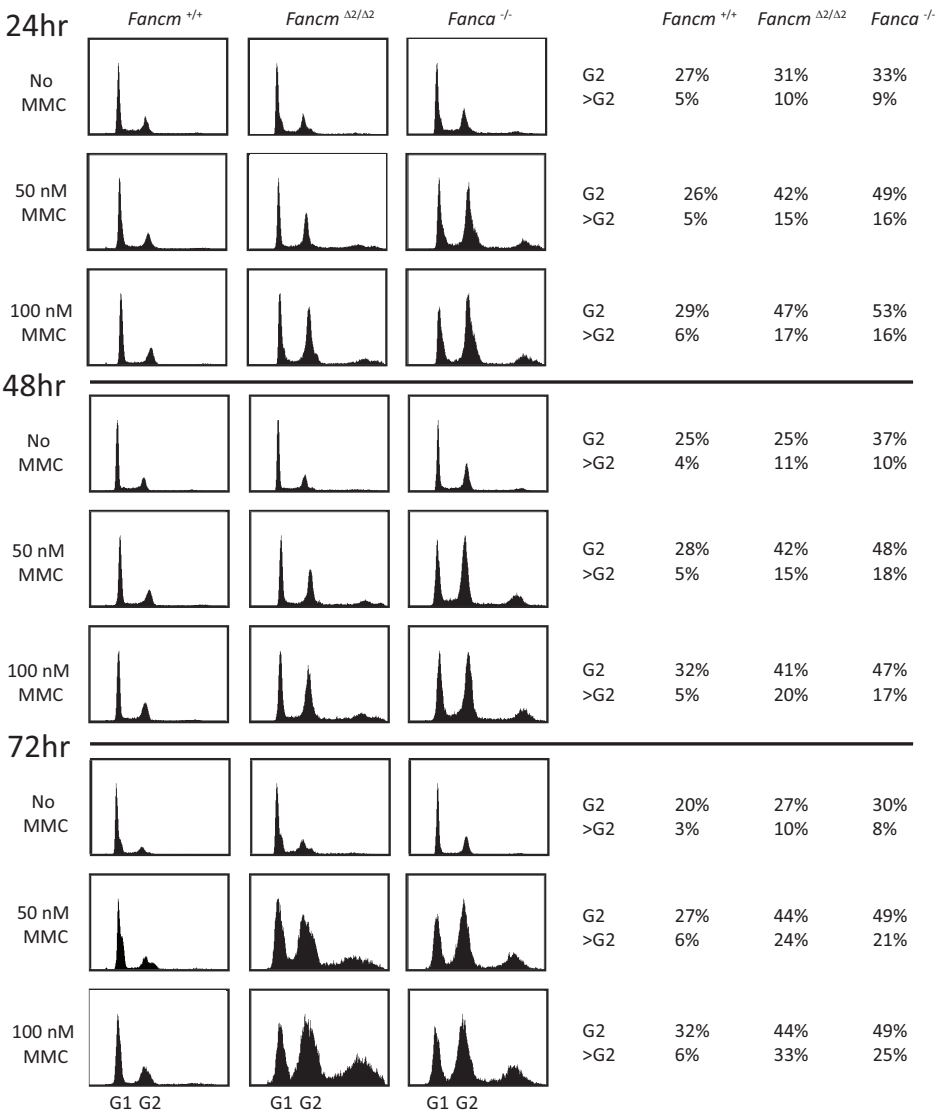 24hr
Fancm +/+ Fancm Δ2/Δ2 Fanca -/- Fancm +/+ Fancm Δ2/Δ2 Fanca -/-
No
MMC
G2 27% 31% 33%
>G2 5% 10% 9%
50 nM
MMC
G2 26% 42% 49%
>G2 5% 15% 16%
100 nM
MMC
G2 29% 47% 53%
>G2 6% 17% 16%
48hr
No
MMC
G2 25% 25% 37%
>G2 4% 11% 10%
50 nM
MMC
G2 28% 42% 48%
>G2 5% 15% 18%
100 nM
MMC
G2 32% 41% 47%
>G2 5% 20% 17%
72hr
No
MMC
G2 20% 27% 30%
>G2 3% 10% 8%
50 nM
MMC
G2 27% 44% 49%
>G2 6% 24% 21%
100 nM
MMC
G2 32% 44% 49%
>G2 6% 33% 25%
G1 G2 G1 G2 G1 G2